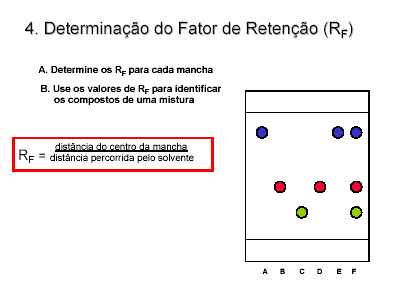 4. Determinação do Fator de Retenção (RF)
A. Determine os RF para cada mancha
B. Use os valores de RF para identificar
os compostos de uma mistura
RF = distância do centro da mancha
distância percorrida pelo solvente
A B C D E F